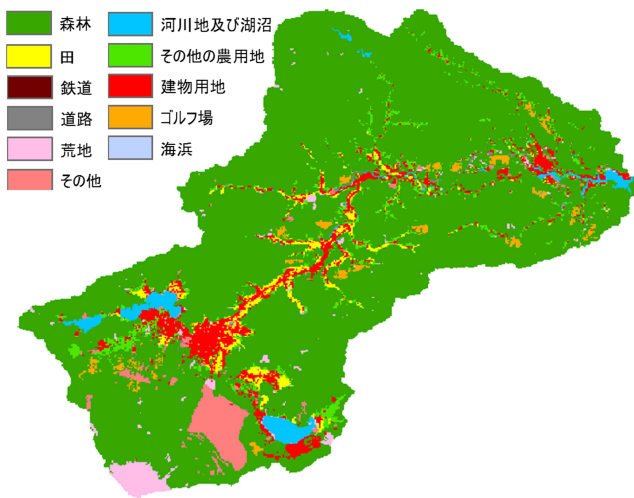 森林
田
鉄道
道路
荒地
その他
河川地及び湖沼
その他の農用地
建物用地
ゴルフ場
海浜